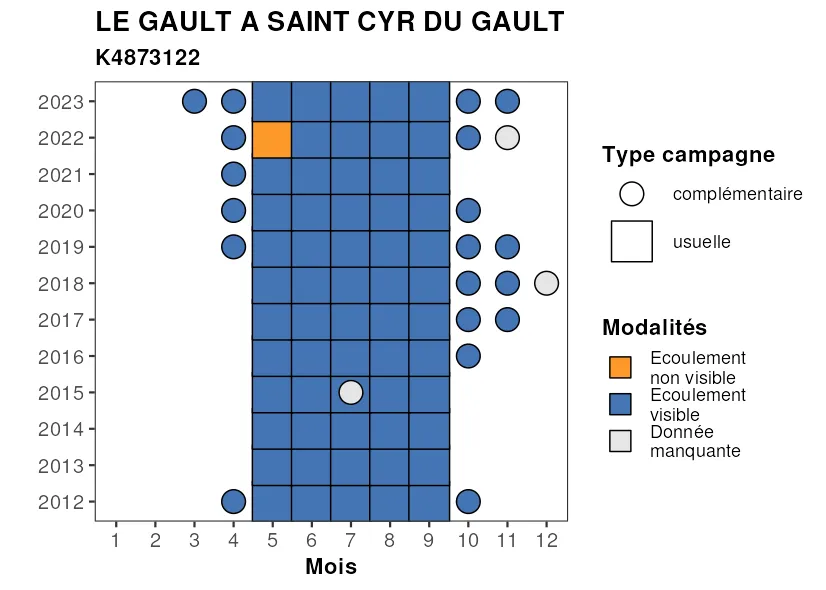 LE GAULT A SAINT CYR DU GAULT
K4873122
2023
2022
2021
2020
2019
2018
2017
2016
2015
2014
2013
2012
1 2 3 4 5 6 7 8 9 10 11 12
Mois
Type campagne
complémentaire
usuelle
Modalités
Ecoulement
non visible
Ecoulement
visible
Donnée
manquante